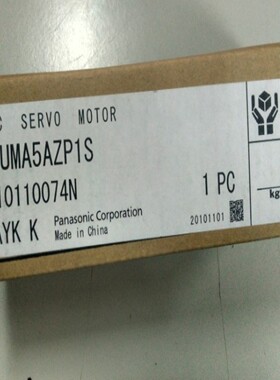 C SERVO MOTOR
UMA5AZP1S
10110074N
1 PC
AYK K
Panasonic Corporation
Made in China
20101101
kg